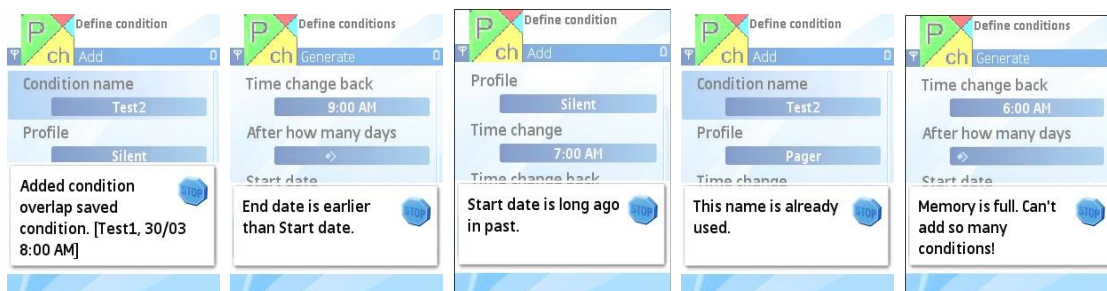 Define condition
P
ch Add
Condition name
Test2
Profile
Silent
Added condition
overlap saved
condition. [Test1, 30/03
8:00 AM]
STOP
Define conditions
P
ch Generate
Time change back
9:00 AM
After how many days
Start date
End date is earlier
than Start date.
STOP
Define condition
P
ch Add
Profile
Silent
Time change
7:00 AM
Time change back
Start date is long ago
in past.
STOP
Define condition
P
ch Add
Condition name
Test2
Profile
Pager
Time change
This name is already
used.
STOP
Define conditions
P
ch Generate
Time change back
6:00 AM
After how many days
Start date
Memory is full. Can't
add so many
conditions!
STOP